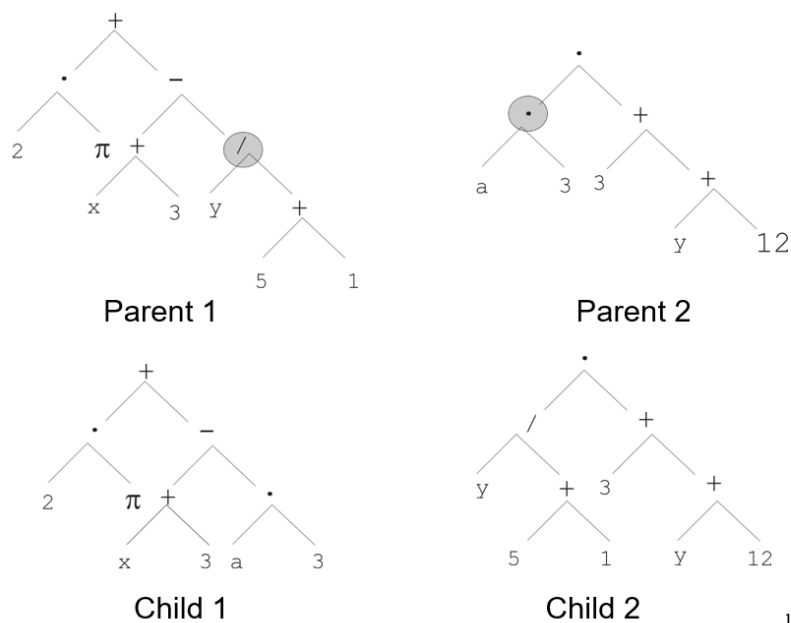 +
· −
2 π + /
x 3 y +
5 1
Parent 1
·
· +
a 3 3 +
y 12
Parent 2
+
· −
2 π + ·
x 3 a 3
Child 1
·
/ +
y + 3 +
5 1 y 12
Child 2
1